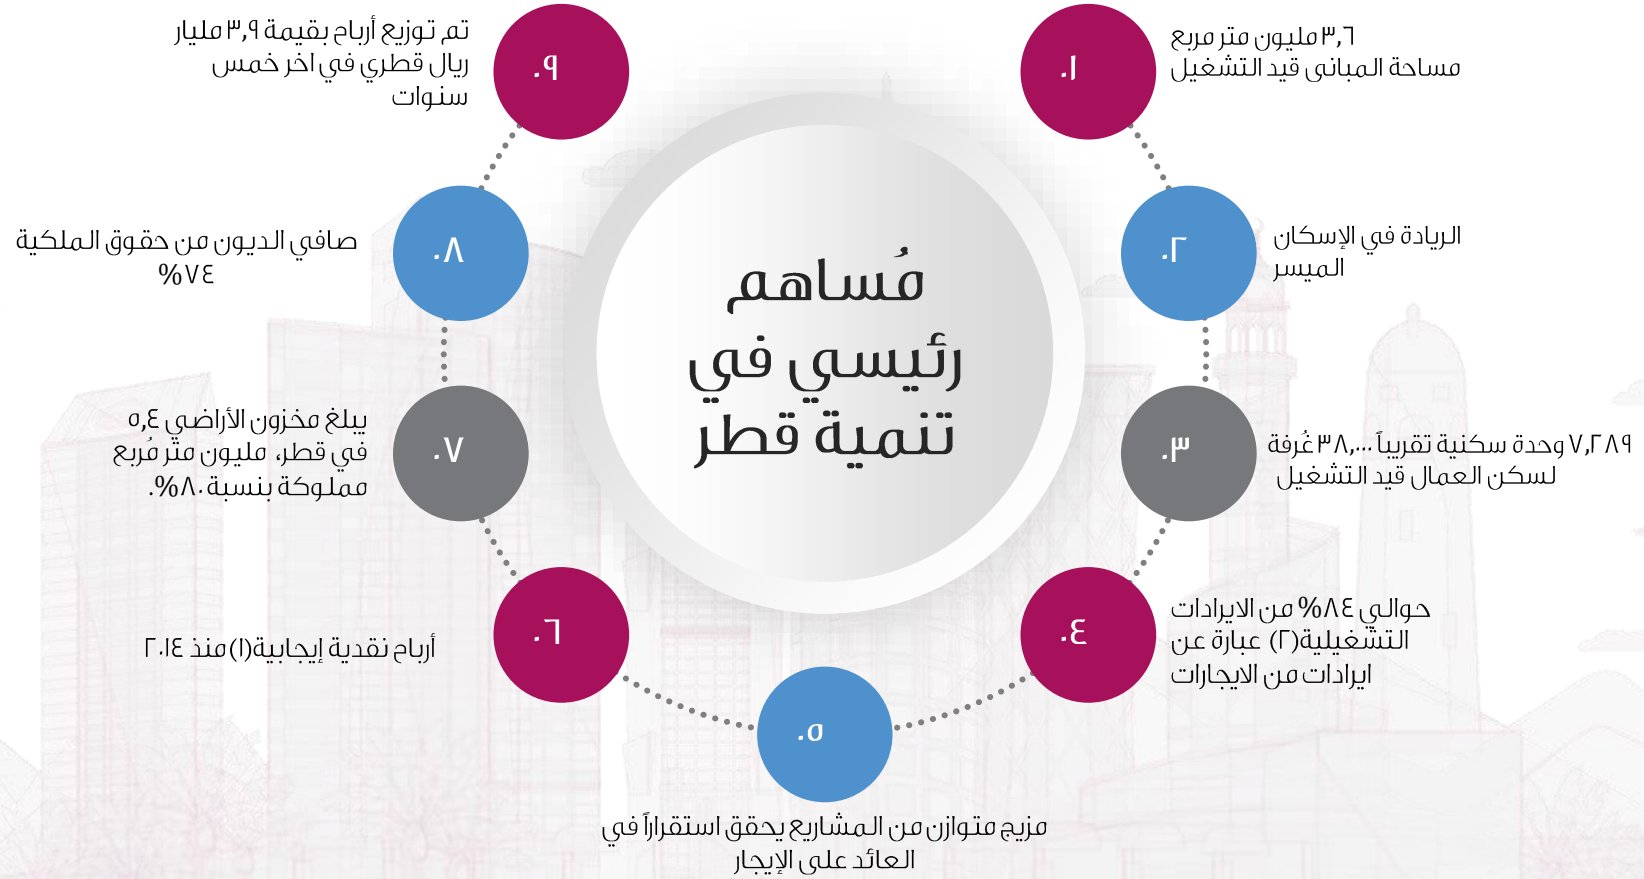 مُساهم
رئيسي في
تنمية قطر
.١
٣,٦ مليون متر مربع
مساحة المباني قيد التشغيل
.٢
الريادة في الإسكان
الميسر
.٣
٧,٢٨٩ وحدة سكنية تقريباً ٣٨,٠٠٠ غُرفة
لسكن العمال قيد التشغيل
.٤
حوالي ٨٤% من الايرادات
التشغيلية(٢) عبارة عن
ايرادات من الايجارات
.٥
مزيج متوازن من المشاريع يحقق استقراراً في
العائد على الإيجار
.٦
أرباح نقدية إيجابية(١) منذ ٢٠١٤
.٧
يبلغ مخزون الأراضي ٥,٤
في قطر، مليون متر مُربع
مملوكة بنسبة ٨٠%.
.٨
صافي الديون من حقوق الملكية
٧٤%
.٩
تم توزيع أرباح بقيمة ٣,٩ مليار
ريال قطري في اخر خمس
سنوات